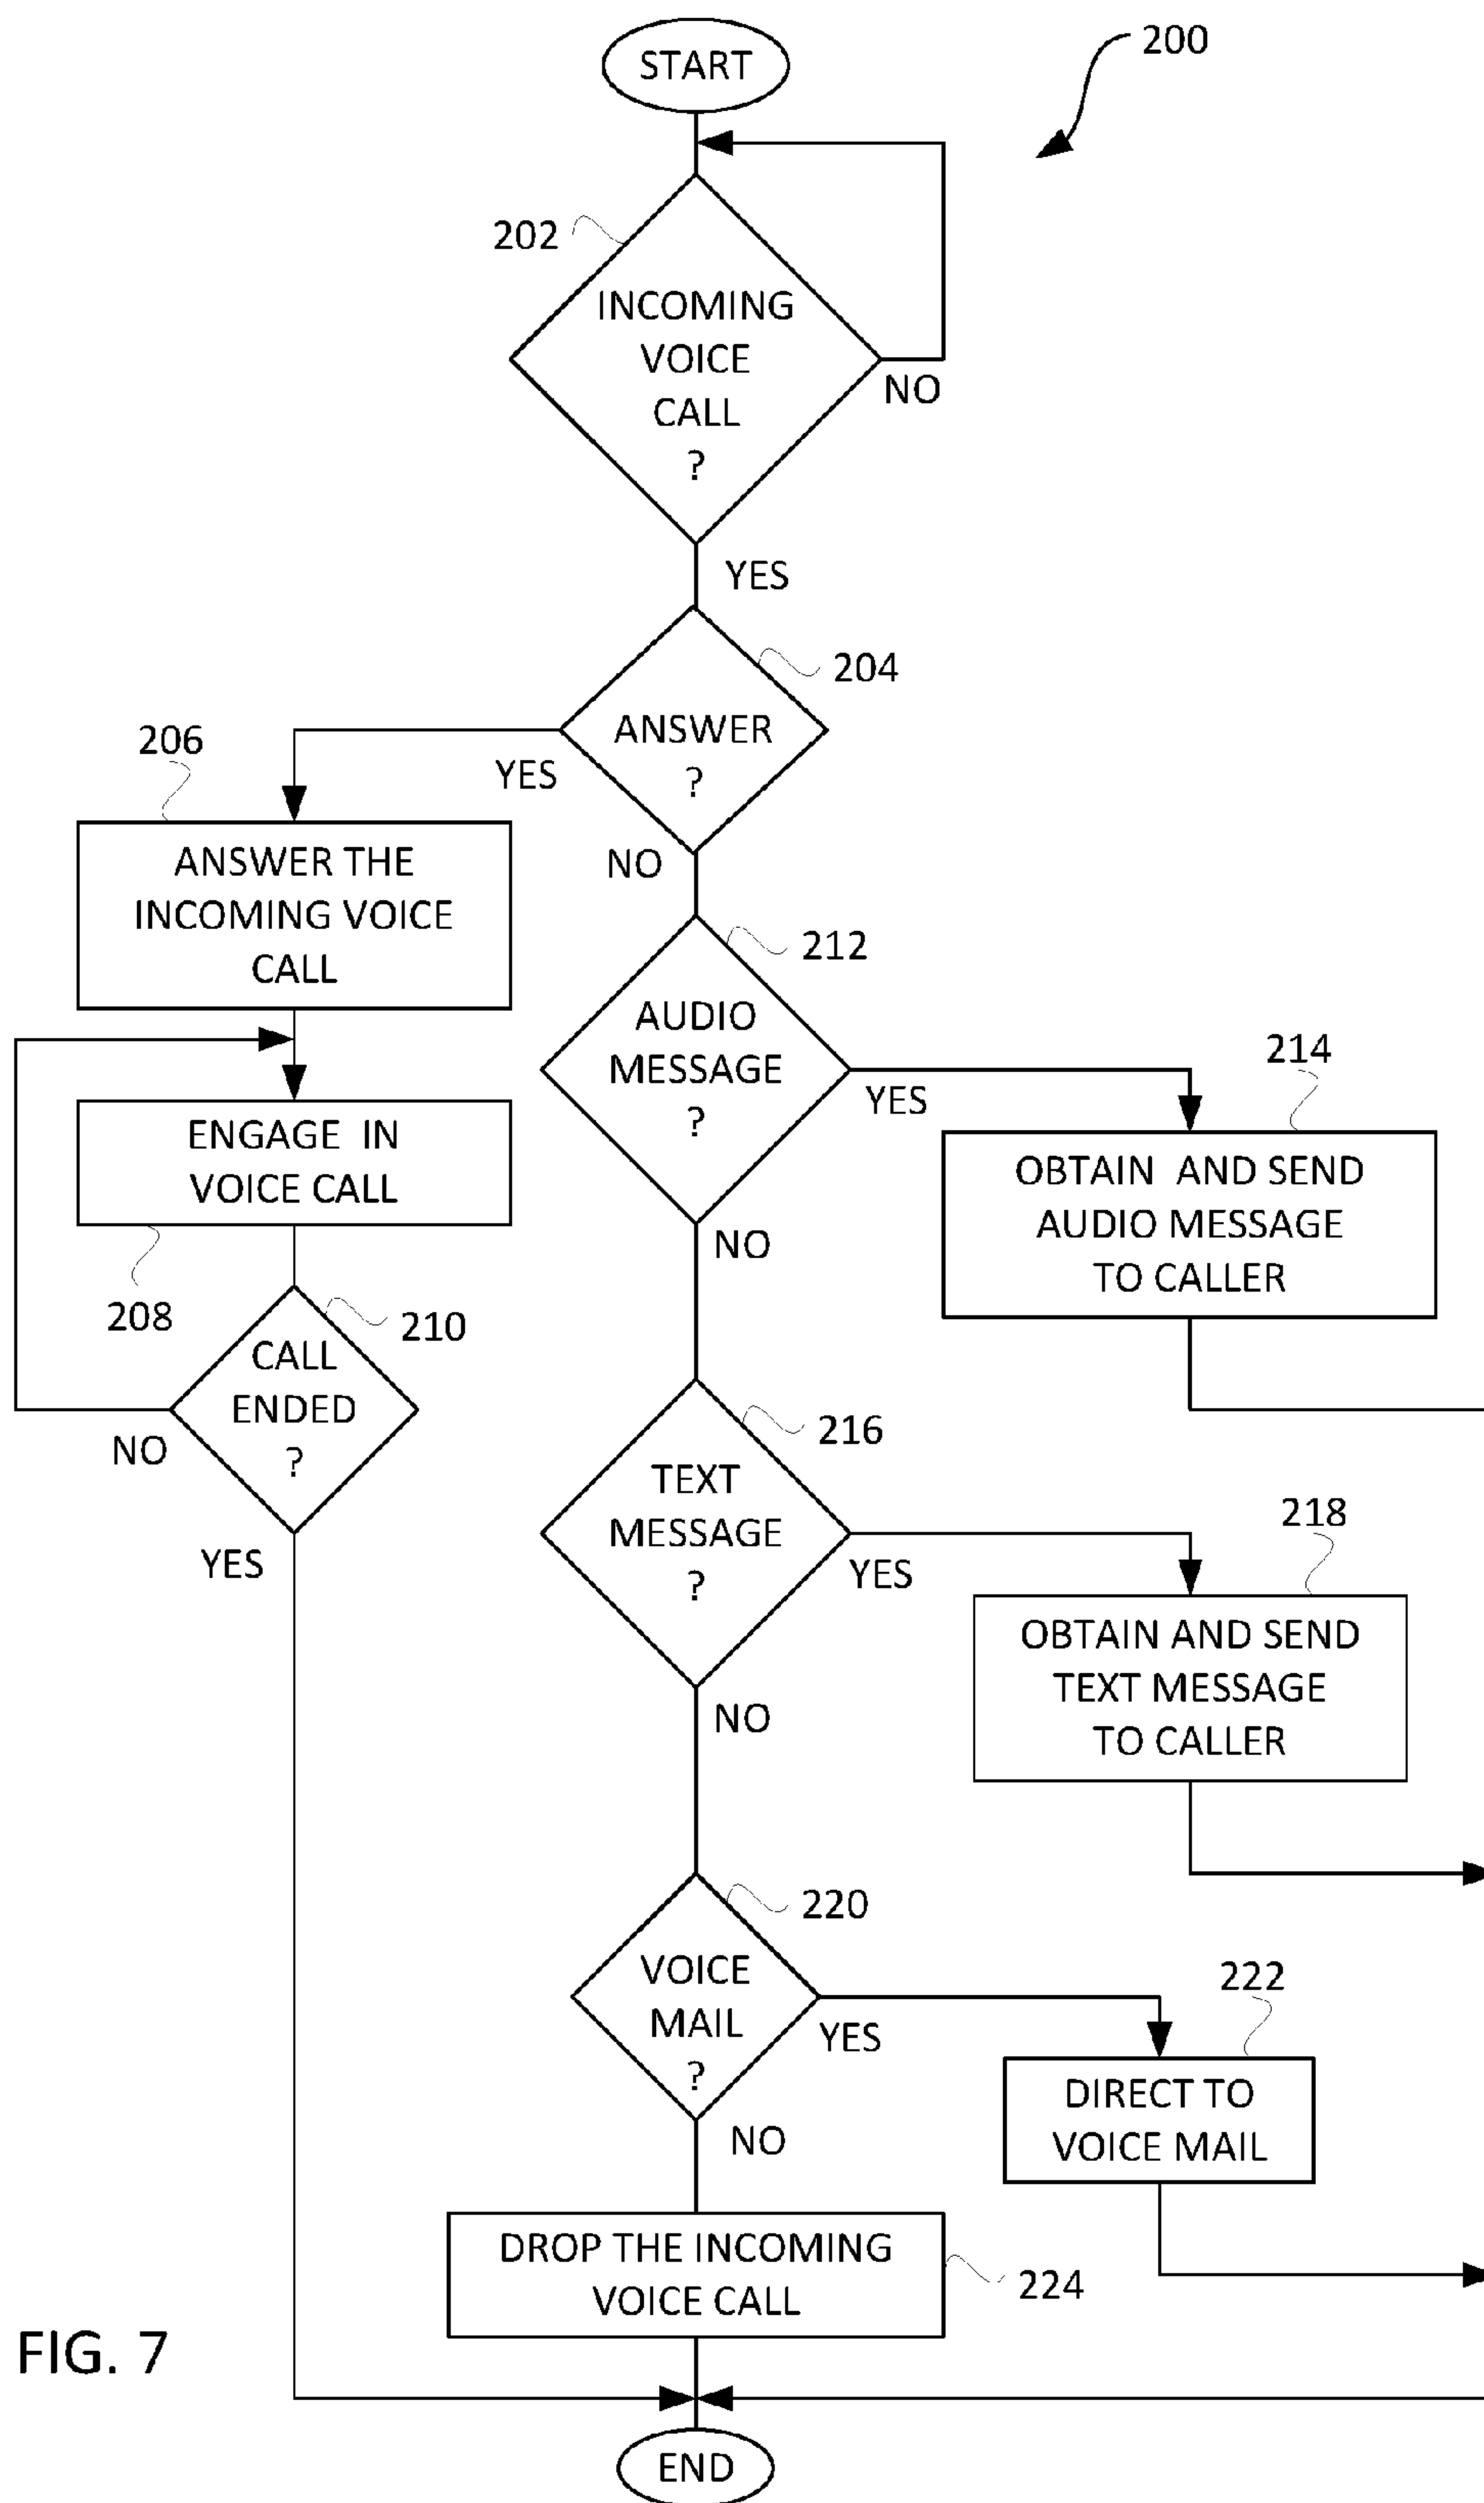 START
200
202
INCOMING
VOICE
CALL
?
NO
YES
204
ANSWER
?
YES
NO
206
ANSWER THE
INCOMING VOICE
CALL
212
AUDIO
MESSAGE
?
YES
NO
214
OBTAIN AND SEND
AUDIO MESSAGE
TO CALLER
ENGAGE IN
VOICE CALL
208
210
CALL
ENDED
?
NO
YES
216
TEXT
MESSAGE
?
YES
NO
218
OBTAIN AND SEND
TEXT MESSAGE
TO CALLER
220
VOICE
MAIL
?
YES
NO
222
DIRECT TO
VOICE MAIL
DROP THE INCOMING
VOICE CALL
224
FIG. 7
END